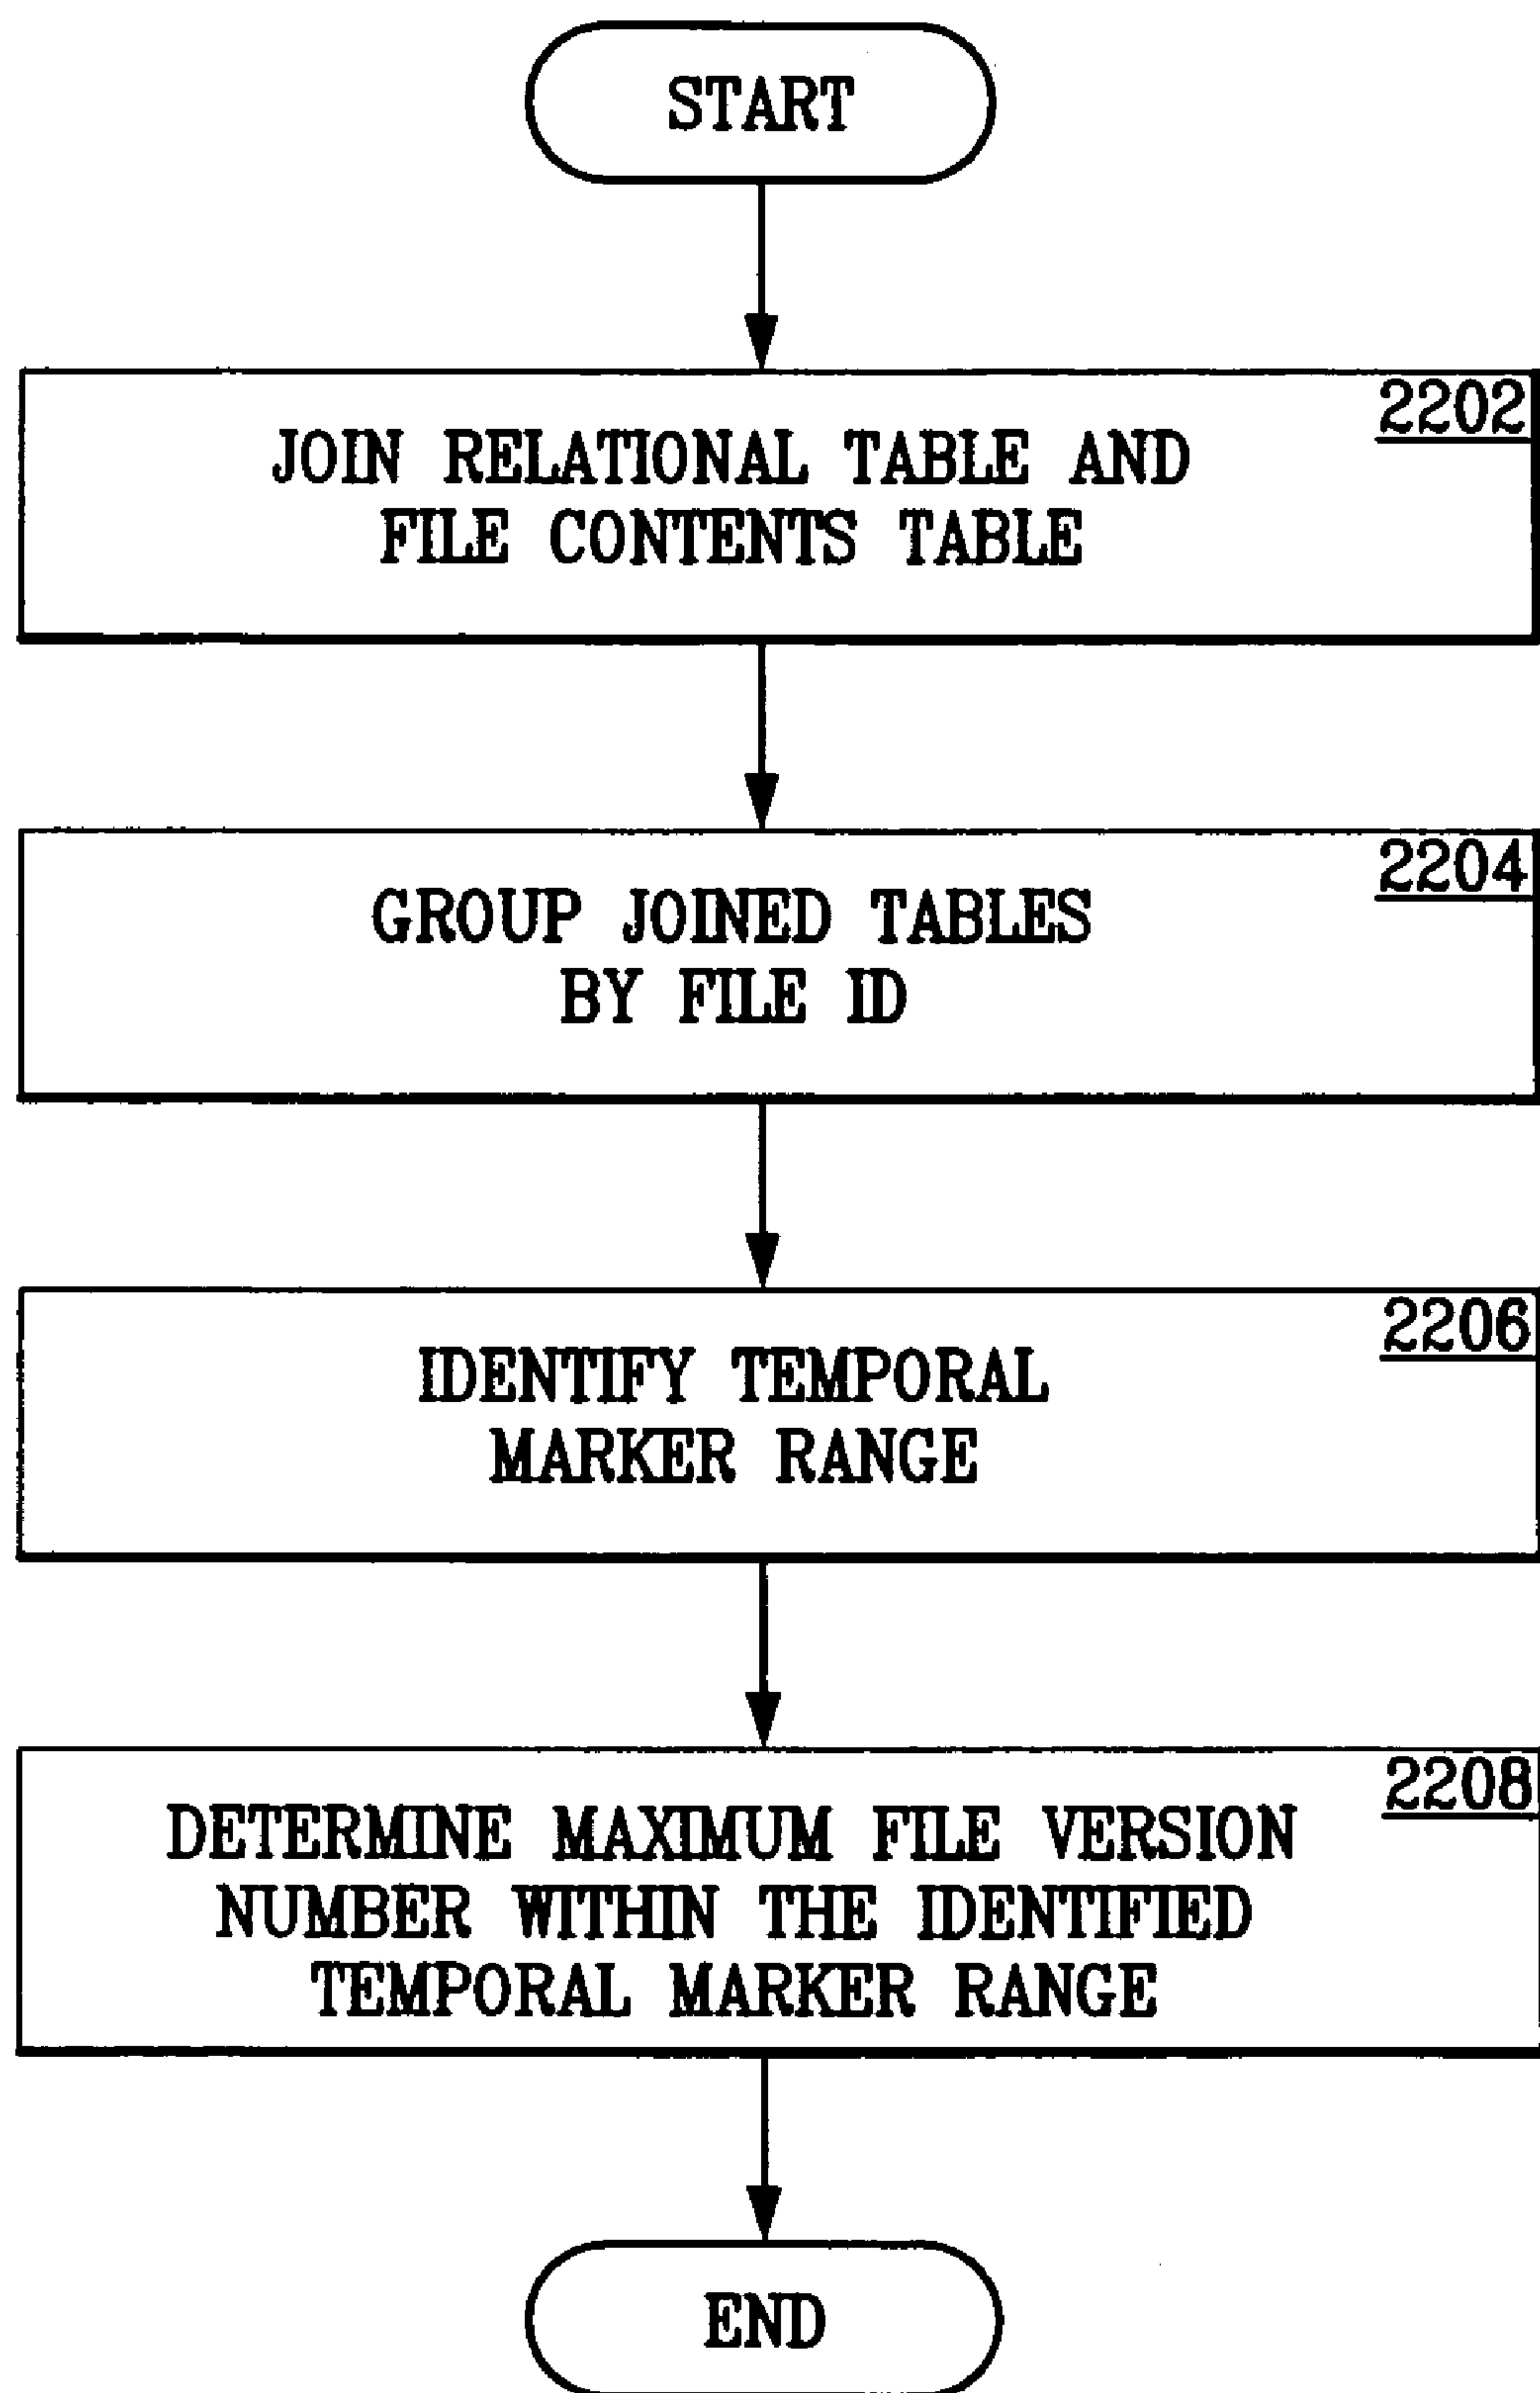 START
2202
JOIN RELATIONAL TABLE AND
FILE CONTENTS TABLE
2204
GROUP JOINED TABLES
BY FILE ID
2206
IDENTIFY TEMPORAL
MARKER RANGE
2208
DETERMINE MAXIMUM FILE VERSION
NUMBER WITHIN THE IDENTIFIED
TEMPORAL MARKER RANGE
END